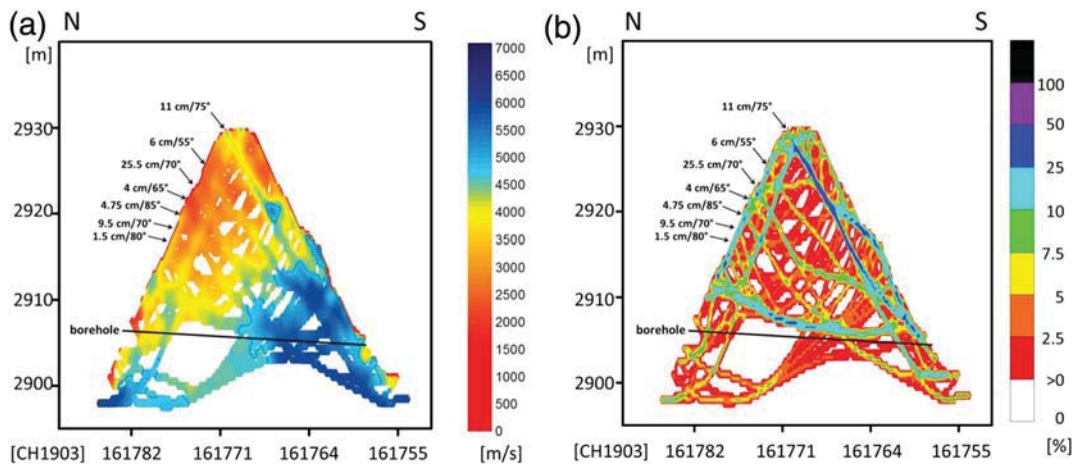 (a)
N
S
[m]
2930
2920
2910
2900
11 cm/75°
6 cm/55°
25.5 cm/70°
4 cm/65°
4.75 cm/85°
9.5 cm/70°
1.5 cm/80°
borehole
[CH1903]
161782
161771
161764
161755
7000
6500
6000
5500
5000
4500
4000
3500
3000
2500
2000
1500
1000
500
0
[m/s]
(b)
N
S
[m]
2930
2920
2910
2900
11 cm/75°
6 cm/55°
25.5 cm/70°
4 cm/65°
4.75 cm/85°
9.5 cm/70°
1.5 cm/80°
borehole
[CH1903]
161782
161771
161764
161755
100
50
25
10
7.5
5
2.5
>0
0
[%]